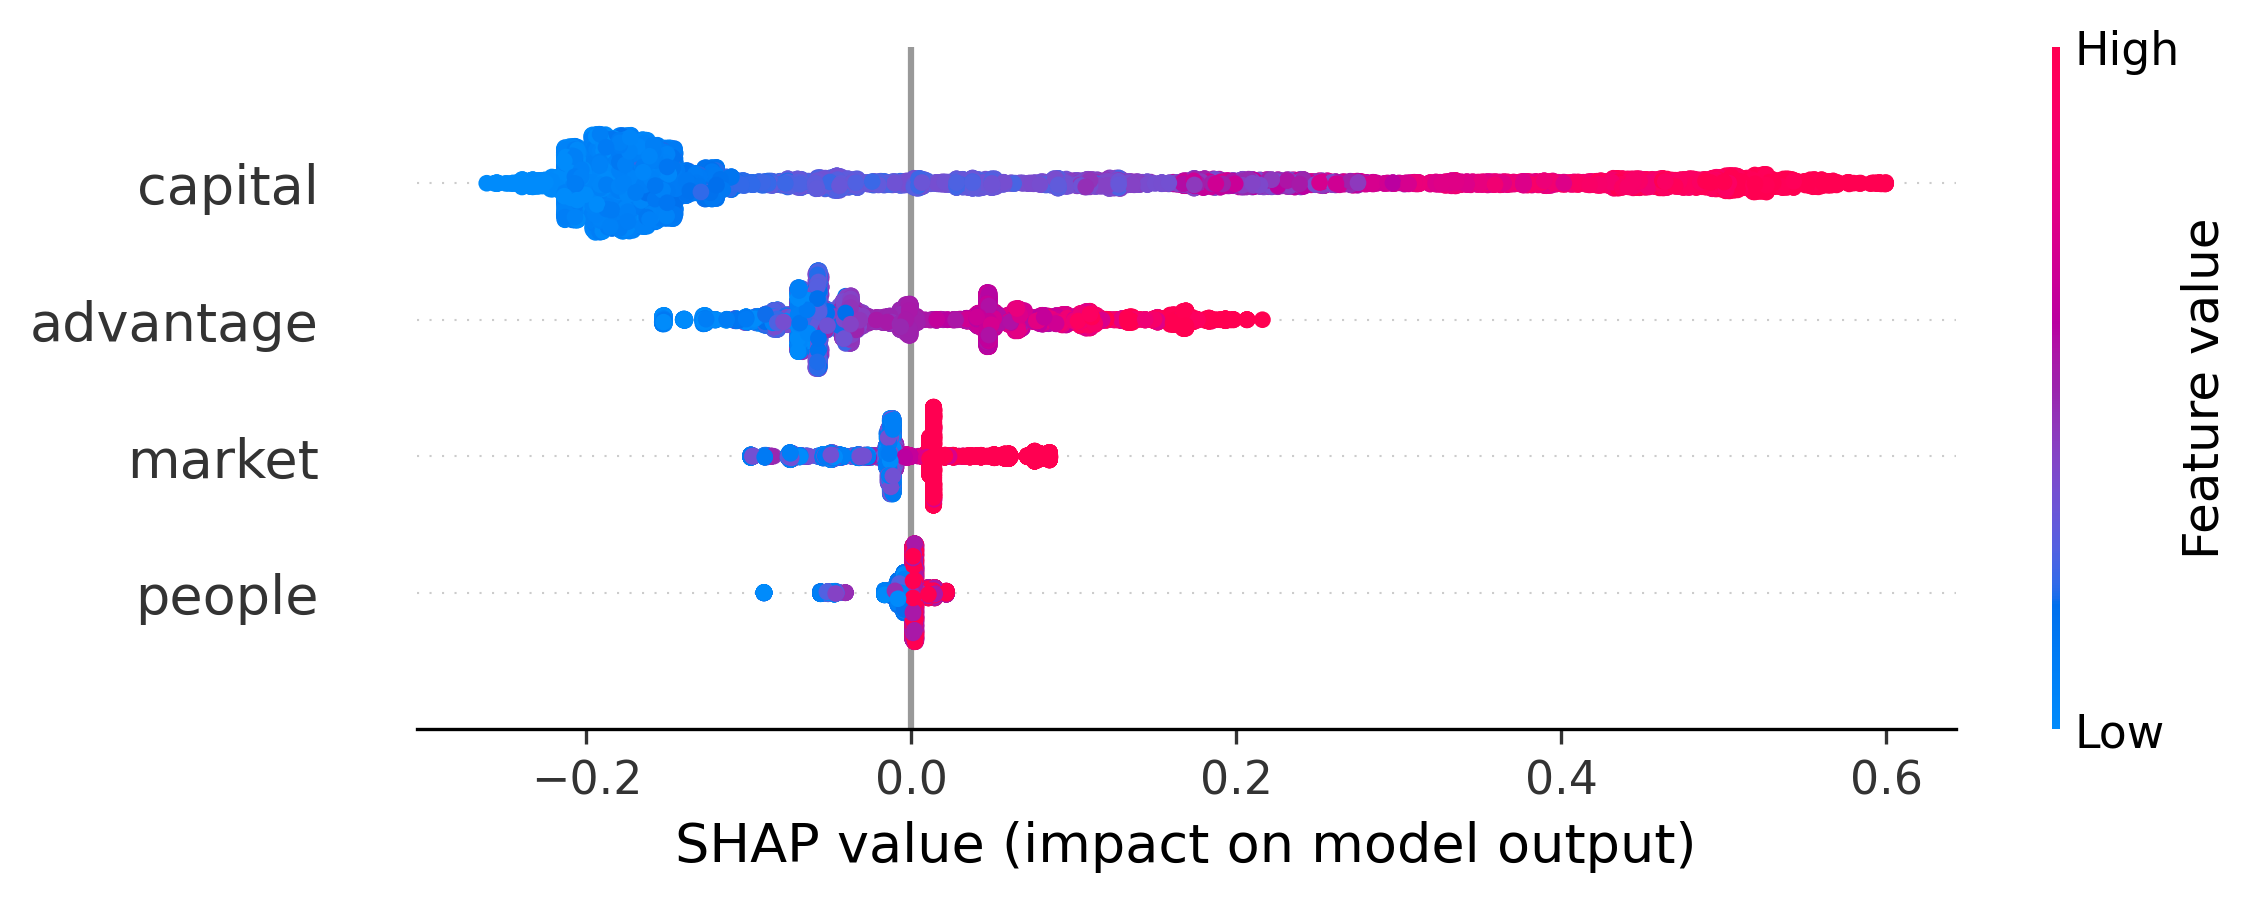 High
capital
advantage
market
people
Feature value
Low
−0.2 0.0 0.2 0.4 0.6
SHAP value (impact on model output)